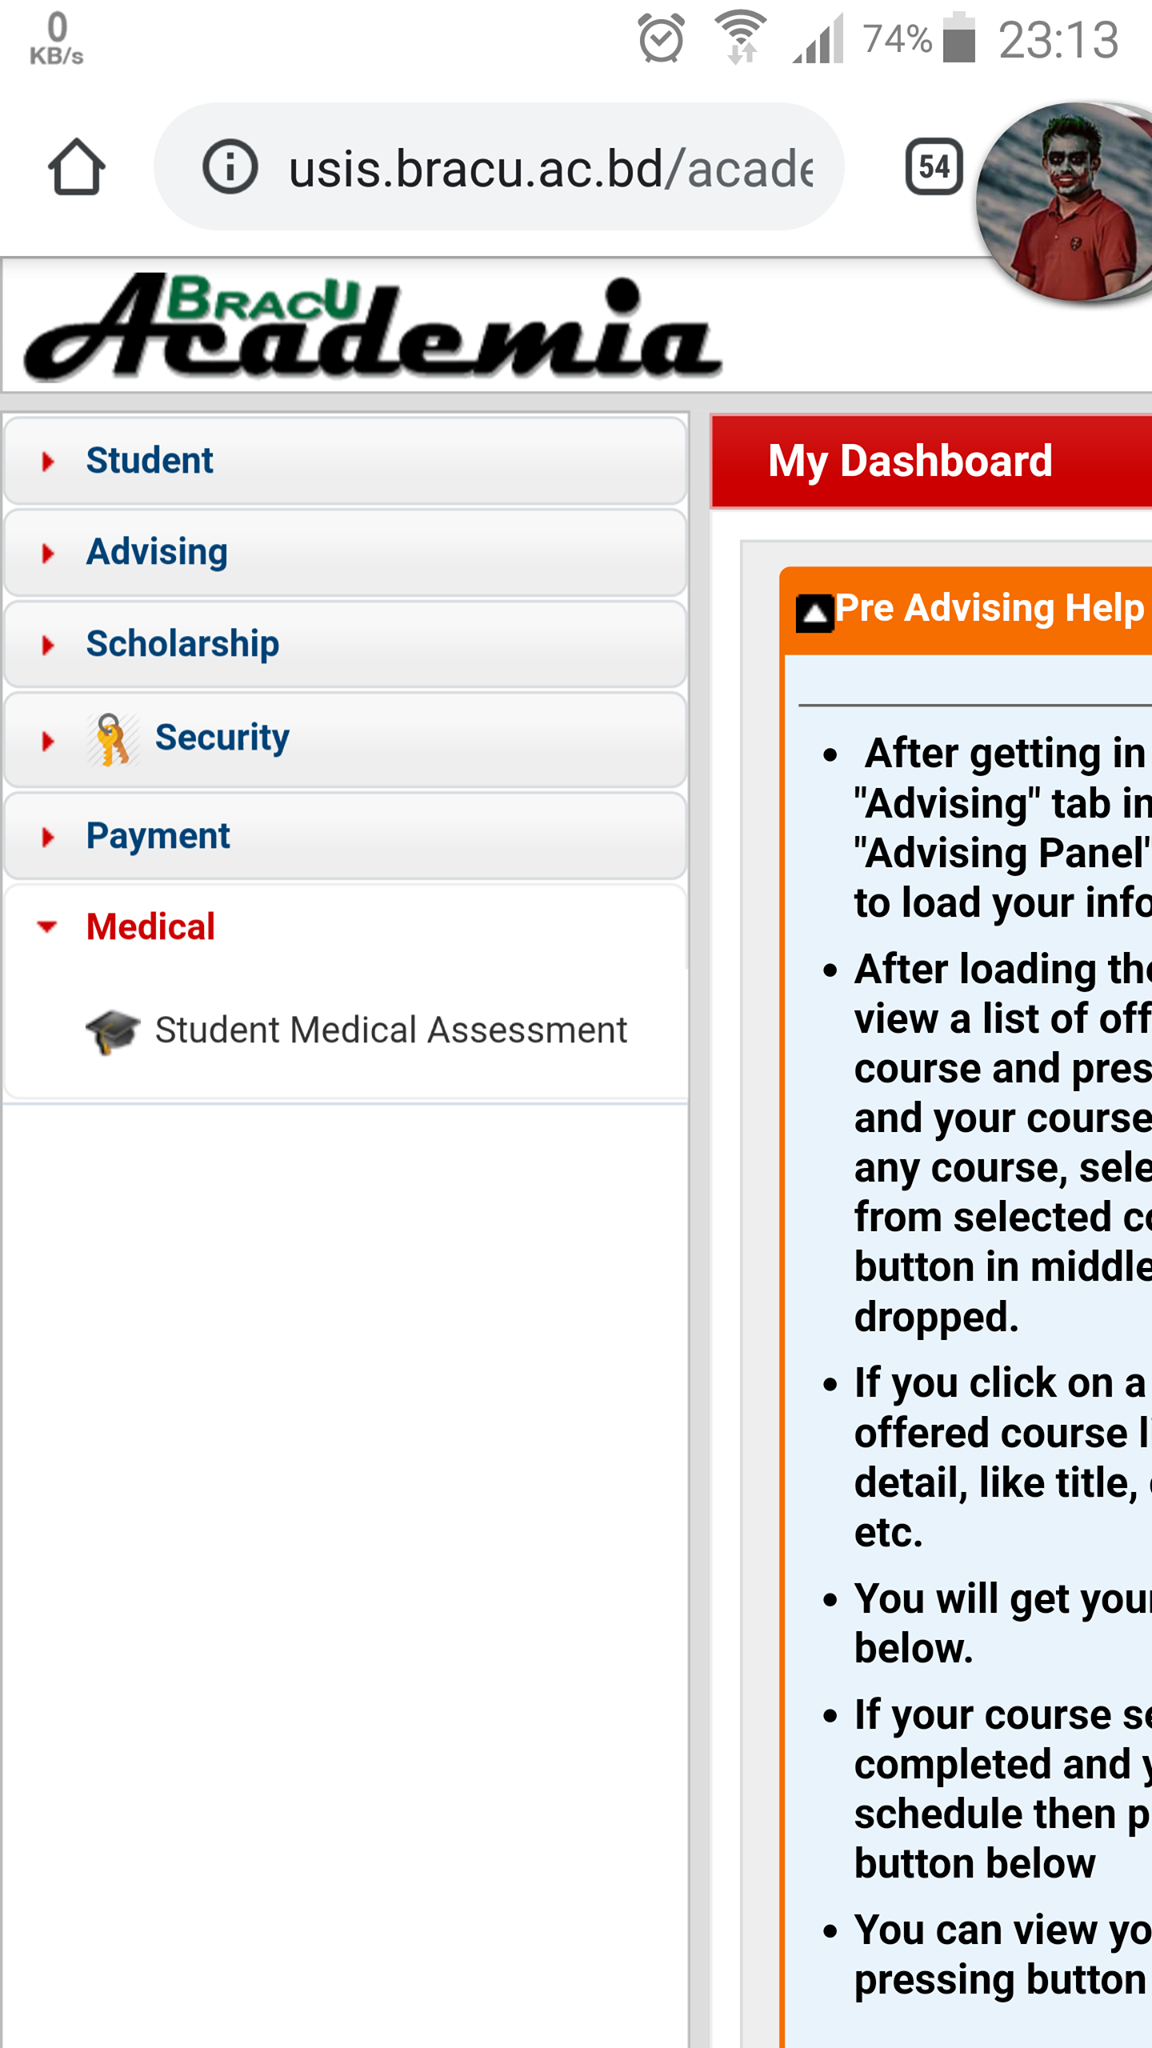 0
KB/s
74%
23:13
usis.bracu.ac.bd/acade
54
BRACU
Academia
Student
Advising
Scholarship
Security
Payment
Medical
Student Medical Assessment
My Dashboard
Pre Advising Help
After getting in
"Advising" tab in
"Advising Panel"
to load your info
After loading the
view a list of off
course and pres
and your course
any course, sele
from selected co
button in middle
dropped.
If you click on a
offered course li
detail, like title,
etc.
You will get your
below.
If your course se
completed and y
schedule then p
button below
You can view yo
pressing button